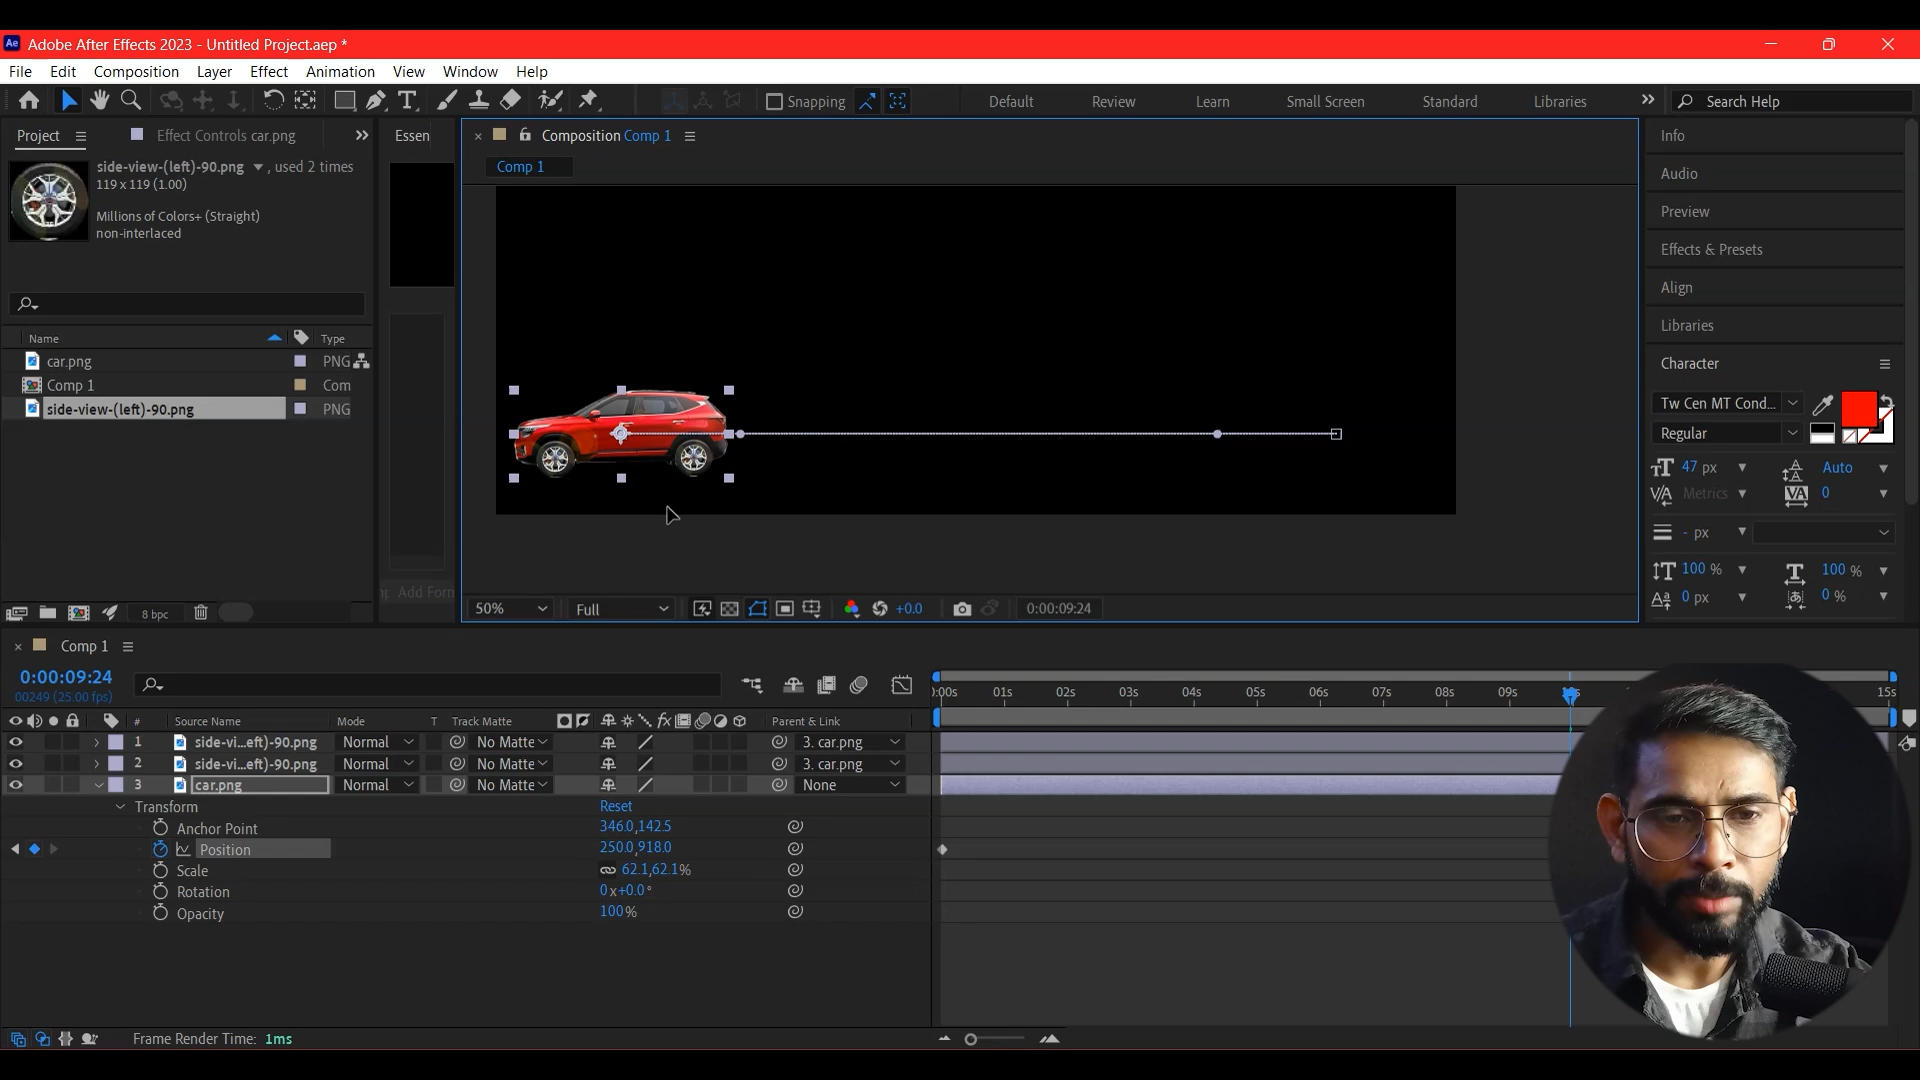 Ae Adobe After Effects 2023 - Untitled Project.aep *
File Edit Composition Layer Effect Animation View Window Help
Snapping Default Review Learn Small Screen Standard Libraries Search Help
Project Effect Controls car.png Essen Composition Comp 1 Info
side-view-(left)-90.png , used 2 times Comp 1
119 x 119 (1.00) Audio
Millions of Colors+ (Straight) Preview
non-interlaced
Effects & Presets
Align
Libraries
Name Type
car.png PNG Character
Comp 1 Com
side-view-(left)-90.png PNG Tw Cen MT Cond...
Regular
47 px Auto
Metrics 0
- px
100 % 100 %
Add Form 0 px 0 %
8 bpc 50% Full +0.0 0:00:09:24
Comp 1
0:00:09:24
00249 (25.00 fps)
:00s 01s 02s 03s 04s 05s 06s 07s 08s 09s 15s
# Source Name Mode T Track Matte fx Parent & Link
1 side-vi...eft)-90.png Normal No Matte 3. car.png
2 side-vi...eft)-90.png Normal No Matte 3. car.png
3 car.png Normal No Matte None
Transform Reset
Anchor Point 346.0,142.5
Position 250.0,918.0
Scale 62.1,62.1%
Rotation 0x+0.0°
Opacity 100%
Frame Render Time: 1ms